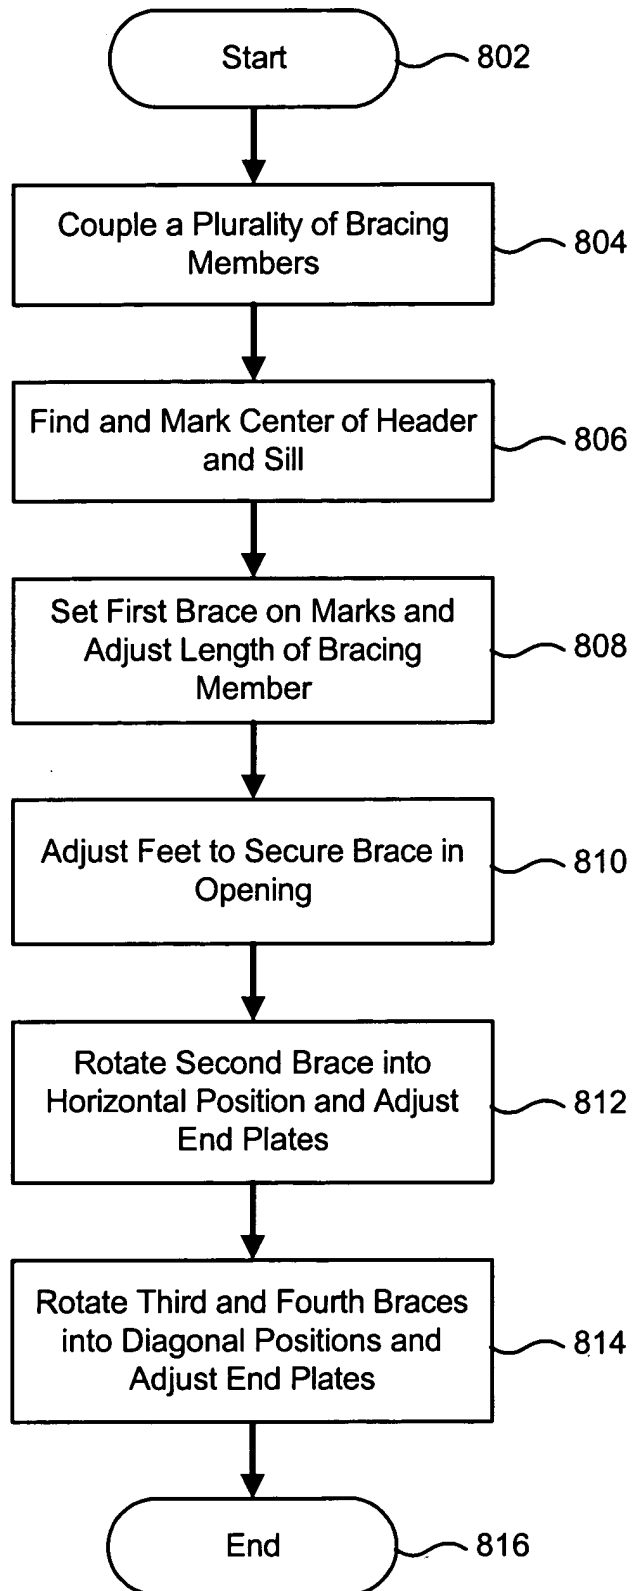 Start
802
Couple a Plurality of Bracing
Members
804
Find and Mark Center of Header
and Sill
806
Set First Brace on Marks and
Adjust Length of Bracing
Member
808
Adjust Feet to Secure Brace in
Opening
810
Rotate Second Brace into
Horizontal Position and Adjust
End Plates
812
Rotate Third and Fourth Braces
into Diagonal Positions and
Adjust End Plates
814
End
816